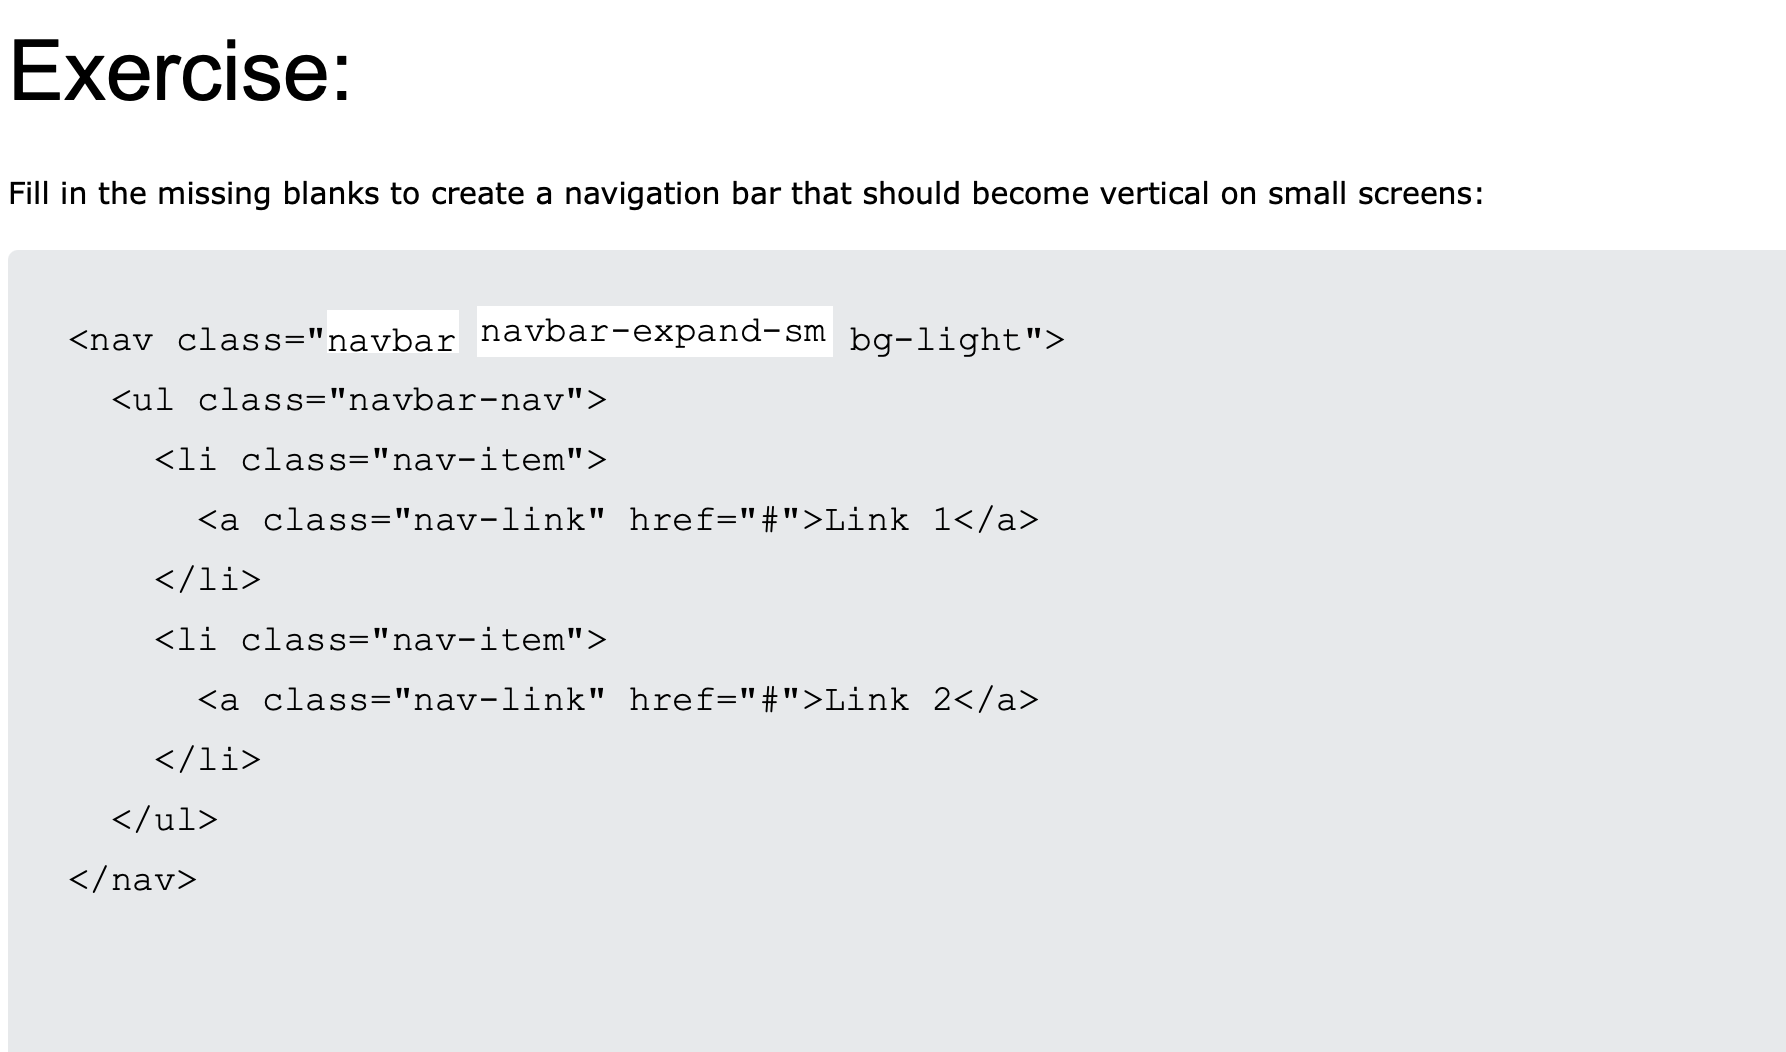 Exercise:
Fill in the missing blanks to create a navigation bar that should become vertical on small screens:
<nav class="navbar navbar-expand-sm bg-light">
  <ul class="navbar-nav">
    <li class="nav-item">
      <a class="nav-link" href="#">Link 1</a>
    </li>
    <li class="nav-item">
      <a class="nav-link" href="#">Link 2</a>
    </li>
  </ul>
</nav>